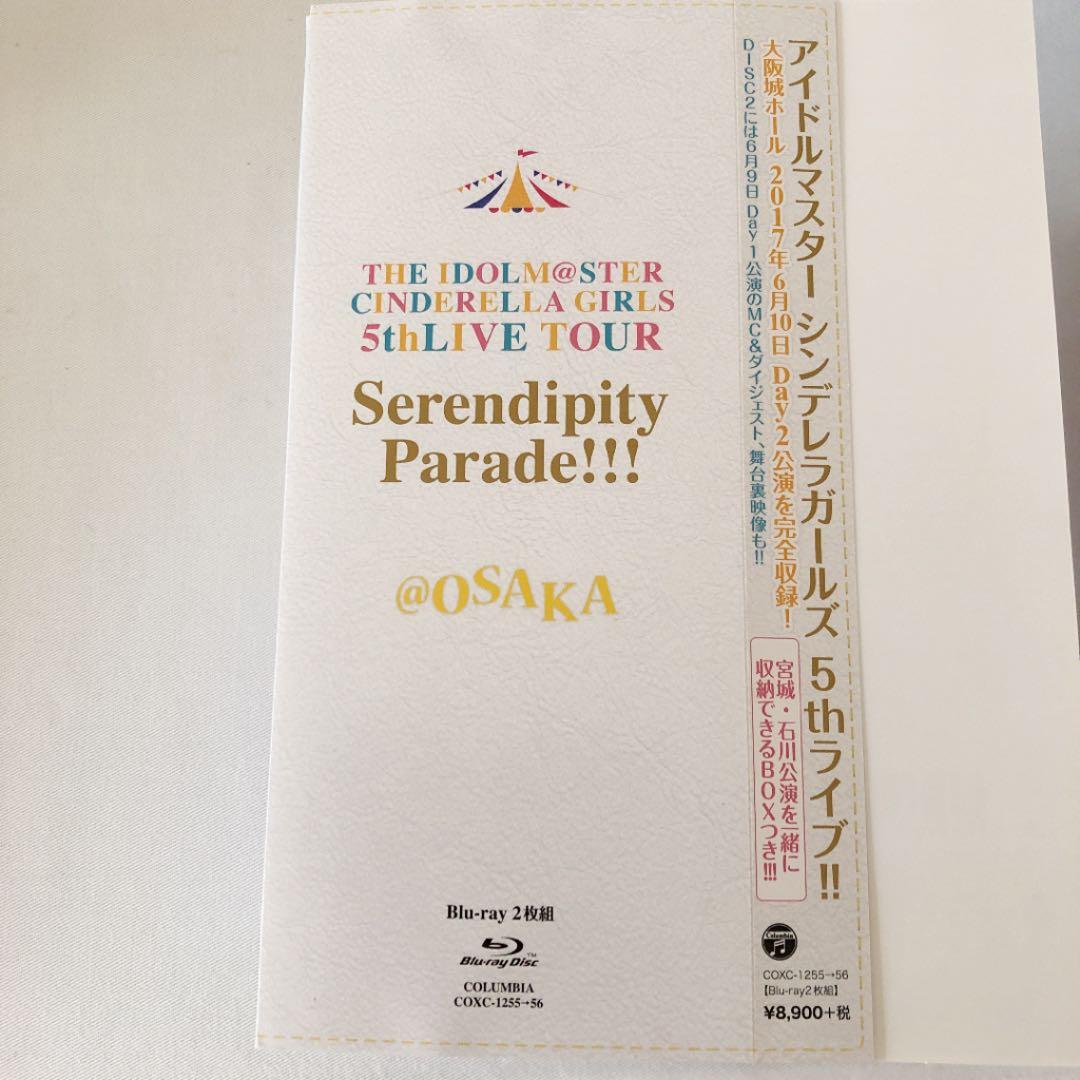 THE IDOLM@STER
CINDERELLA GIRLS
5thLIVE TOUR
Serendipity
Parade!!!
@OSAKA
Blu-ray 2枚組
Blu-ray Disc™
COLUMBIA
COXC-1255→56
アイドルマスター シンデレラガールズ 5thライブ!!
大阪城ホール 2017年6月10日 Day2公演を完全収録!
DISC2には6月9日 Day1公演のMC&ダイジェスト、舞台裏映像も!!
宮城・石川公演を一緒に
収納できるBOXつき!!!
Columbia
COXC-1255→56
【Blu-ray2枚組】
¥8,900+税